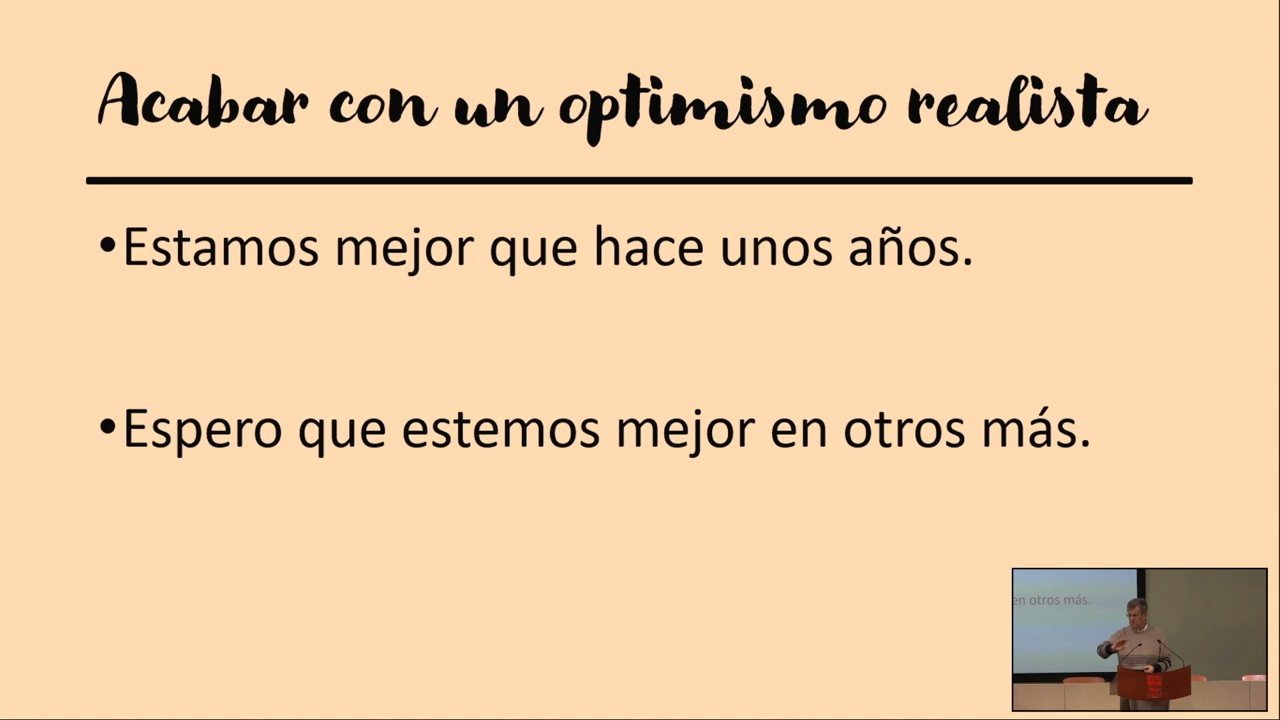 Acabar con un optimismo realista
•Estamos mejor que hace unos años.
•Espero que estemos mejor en otros más.
en otros más.